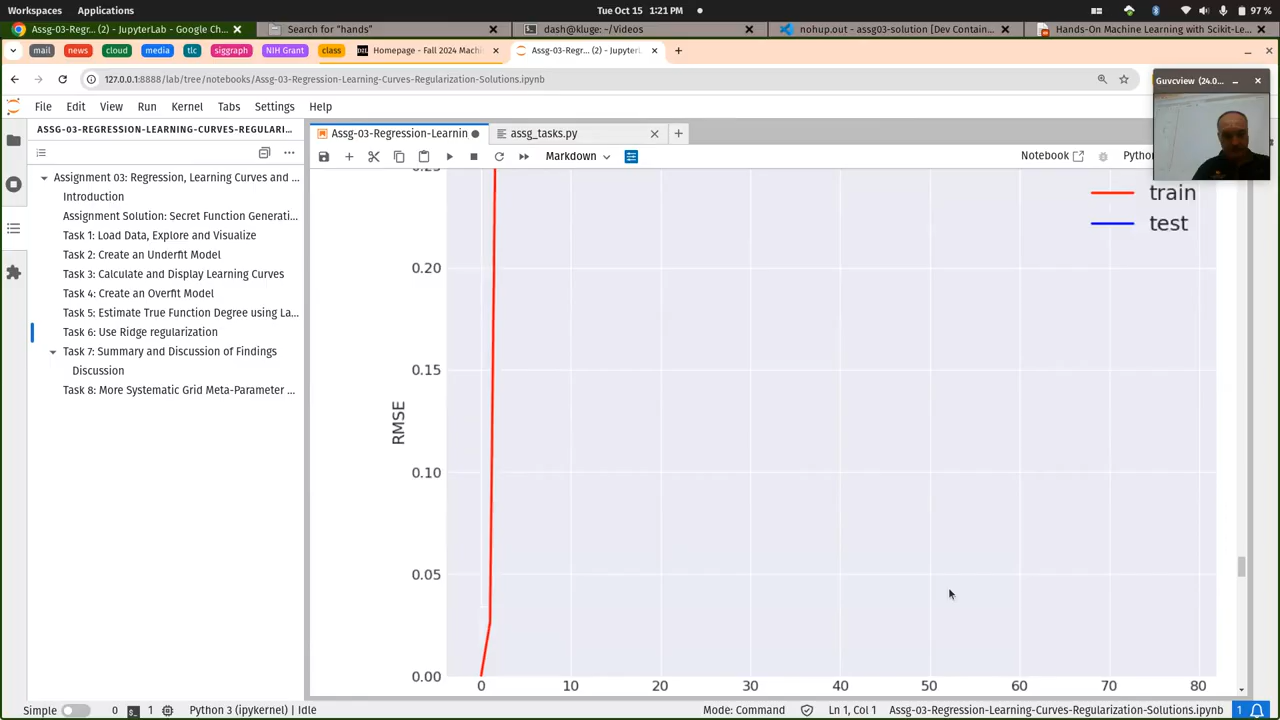 Workspaces Applications Tue Oct 15 1:21 PM 97 %
Assg-03-Regr... (2) - JupyterLab - Google Ch... Search for “hands” dash@kluge: ~/Videos nohup.out - assg03-solution [Dev Contain... Hands-On Machine Learning with Scikit-Le...
mail news cloud media tlc siggraph NIH Grant class Homepage - Fall 2024 Machi Assg-03-Regr... (2) - Jupyter
127.0.0.1:8888/lab/tree/notebooks/Assg-03-Regression-Learning-Curves-Regularization-Solutions.ipynb
Guvcview (24.0...
File Edit View Run Kernel Tabs Settings Help
ASSG-03-REGRESSION-LEARNING-CURVES-REGULARI...
Assg-03-Regression-Learnin assg_tasks.py
Markdown Notebook Python
Assignment 03: Regression, Learning Curves and ...
Introduction
Assignment Solution: Secret Function Generati...
Task 1: Load Data, Explore and Visualize
Task 2: Create an Underfit Model
Task 3: Calculate and Display Learning Curves
Task 4: Create an Overfit Model
Task 5: Estimate True Function Degree using La...
Task 6: Use Ridge regularization
Task 7: Summary and Discussion of Findings
Discussion
Task 8: More Systematic Grid Meta-Parameter ...
0.25
train
test
0.20
0.15
RMSE
0.10
0.05
0.00
0 10 20 30 40 50 60 70 80
Simple 0 1 Python 3 (ipykernel) | Idle Mode: Command Ln 1, Col 1 Assg-03-Regression-Learning-Curves-Regularization-Solutions.ipynb 1